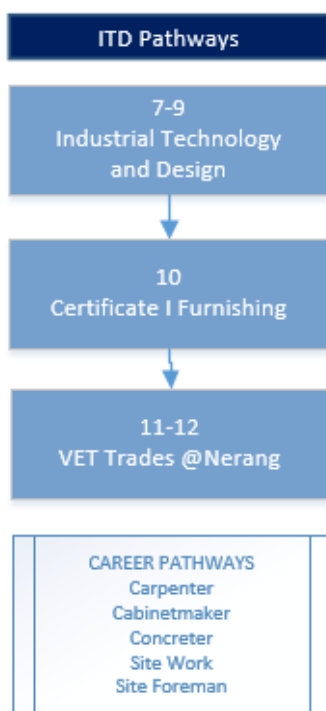 ITD Pathways
7-9
Industrial Technology
and Design
10
Certificate I Furnishing
11-12
VET Trades @Nerang
CAREER PATHWAYS
Carpenter
Cabinetmaker
Concreter
Site Work
Site Foreman